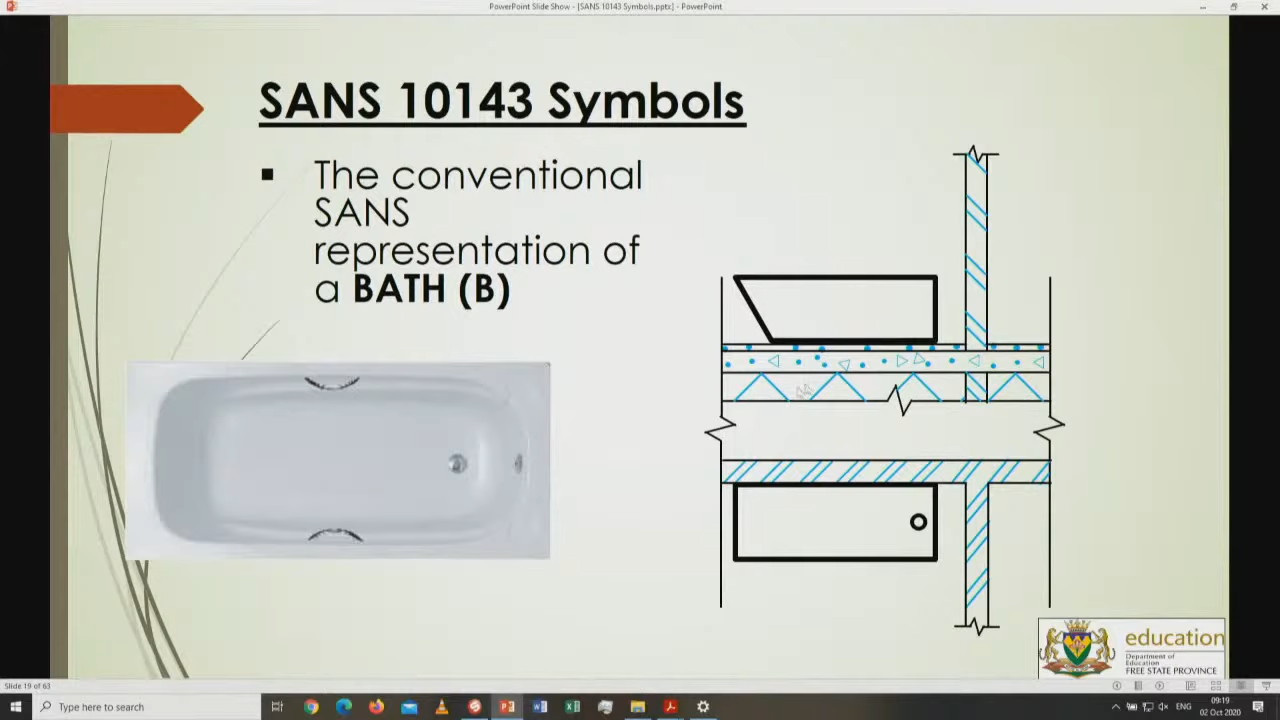 PowerPoint Slide Show - [SANS 10143 Symbols.pptx] - PowerPoint
SANS 10143 Symbols
▪ The conventional
SANS
representation of
a BATH (B)
education
Department of
Education
FREE STATE PROVINCE
Slide 19 of 63
Type here to search
ENG
09:19
02 Oct 2020